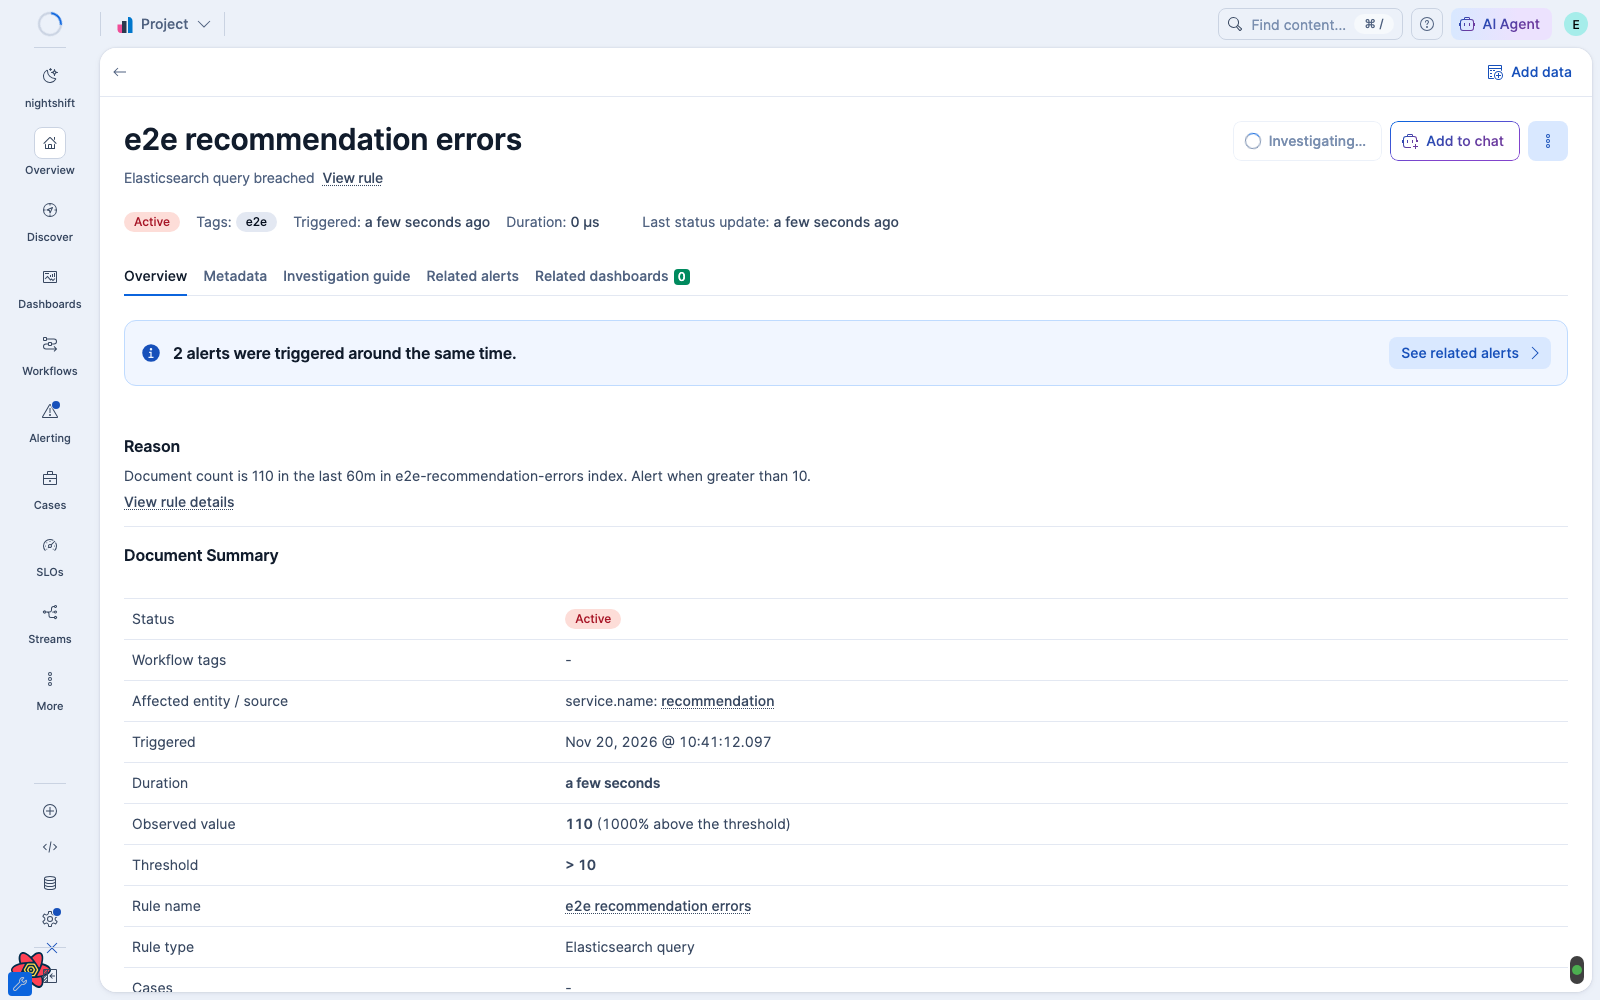 Project
Find content...
⌘ /
AI Agent
E
nightshift
Overview
Discover
Dashboards
Workflows
Alerting
Cases
SLOs
Streams
More
Add data
e2e recommendation errors
Investigating...
Add to chat
Elasticsearch query breached View rule
Active Tags: e2e Triggered: a few seconds ago Duration: 0 μs Last status update: a few seconds ago
Overview Metadata Investigation guide Related alerts Related dashboards 0
2 alerts were triggered around the same time.
See related alerts
Reason
Document count is 110 in the last 60m in e2e-recommendation-errors index. Alert when greater than 10.
View rule details
Document Summary
Status Active
Workflow tags -
Affected entity / source service.name: recommendation
Triggered Nov 20, 2026 @ 10:41:12.097
Duration a few seconds
Observed value 110 (1000% above the threshold)
Threshold > 10
Rule name e2e recommendation errors
Rule type Elasticsearch query
Cases -